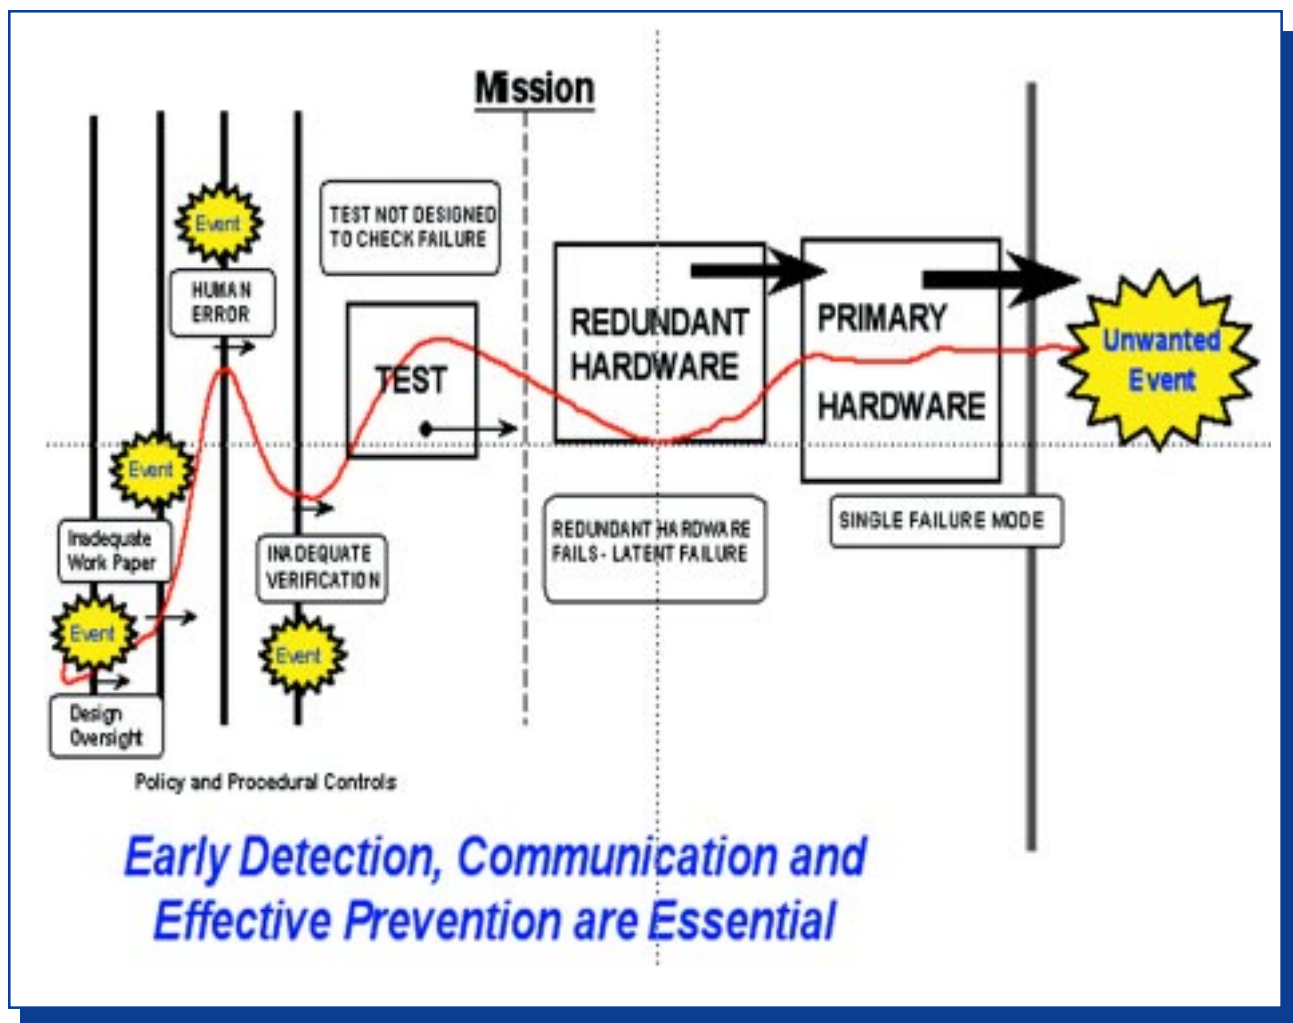 Mission
Event
TEST NOT DESIGNED
TO CHECK FAILURE
HUMAN
ERROR
REDUNDANT
HARDWARE
PRIMARY
HARDWARE
Unwanted
Event
TEST
Event
Inadequate
Work Paper
INADEQUATE
VERIFICATION
REDUNDANT HARDWARE
FAILS - LATENT FAILURE
SINGLE FAILURE MODE
Event
Event
Design
Oversight
Policy and Procedural Controls
Early Detection, Communication and
Effective Prevention are Essential